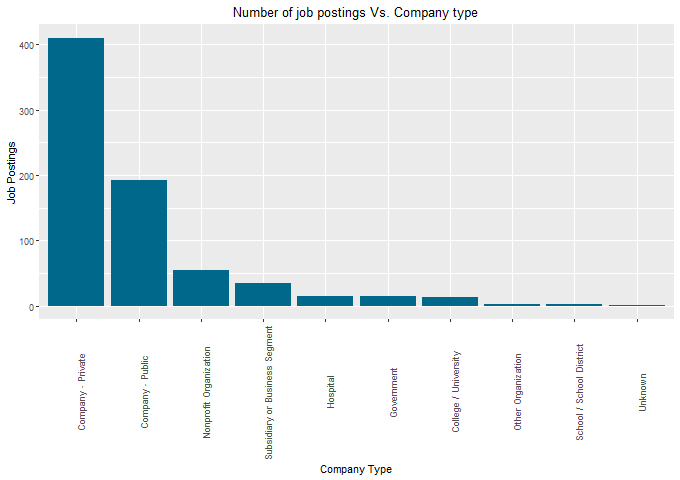 Number of job postings Vs. Company type
Job Postings
400
300
200
100
0
Company - Private
Company - Public
Nonprofit Organization
Subsidiary or Business Segment
Hospital
Government
College / University
Other Organization
School / School District
Unknown
Company Type